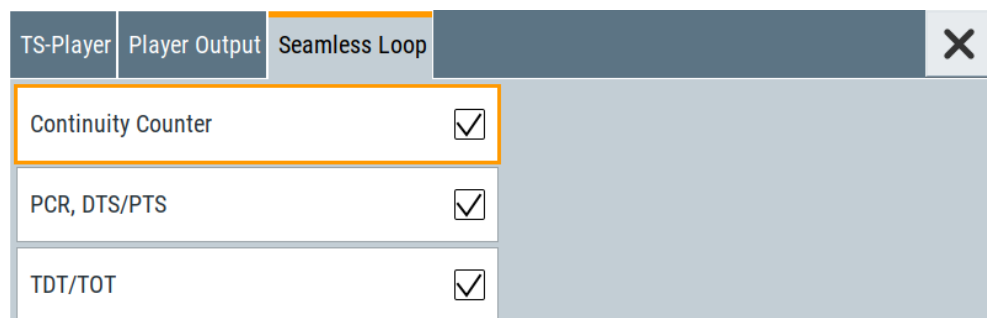 TS-Player Player Output Seamless Loop
Continuity Counter
PCR, DTS/PTS
TDT/TOT